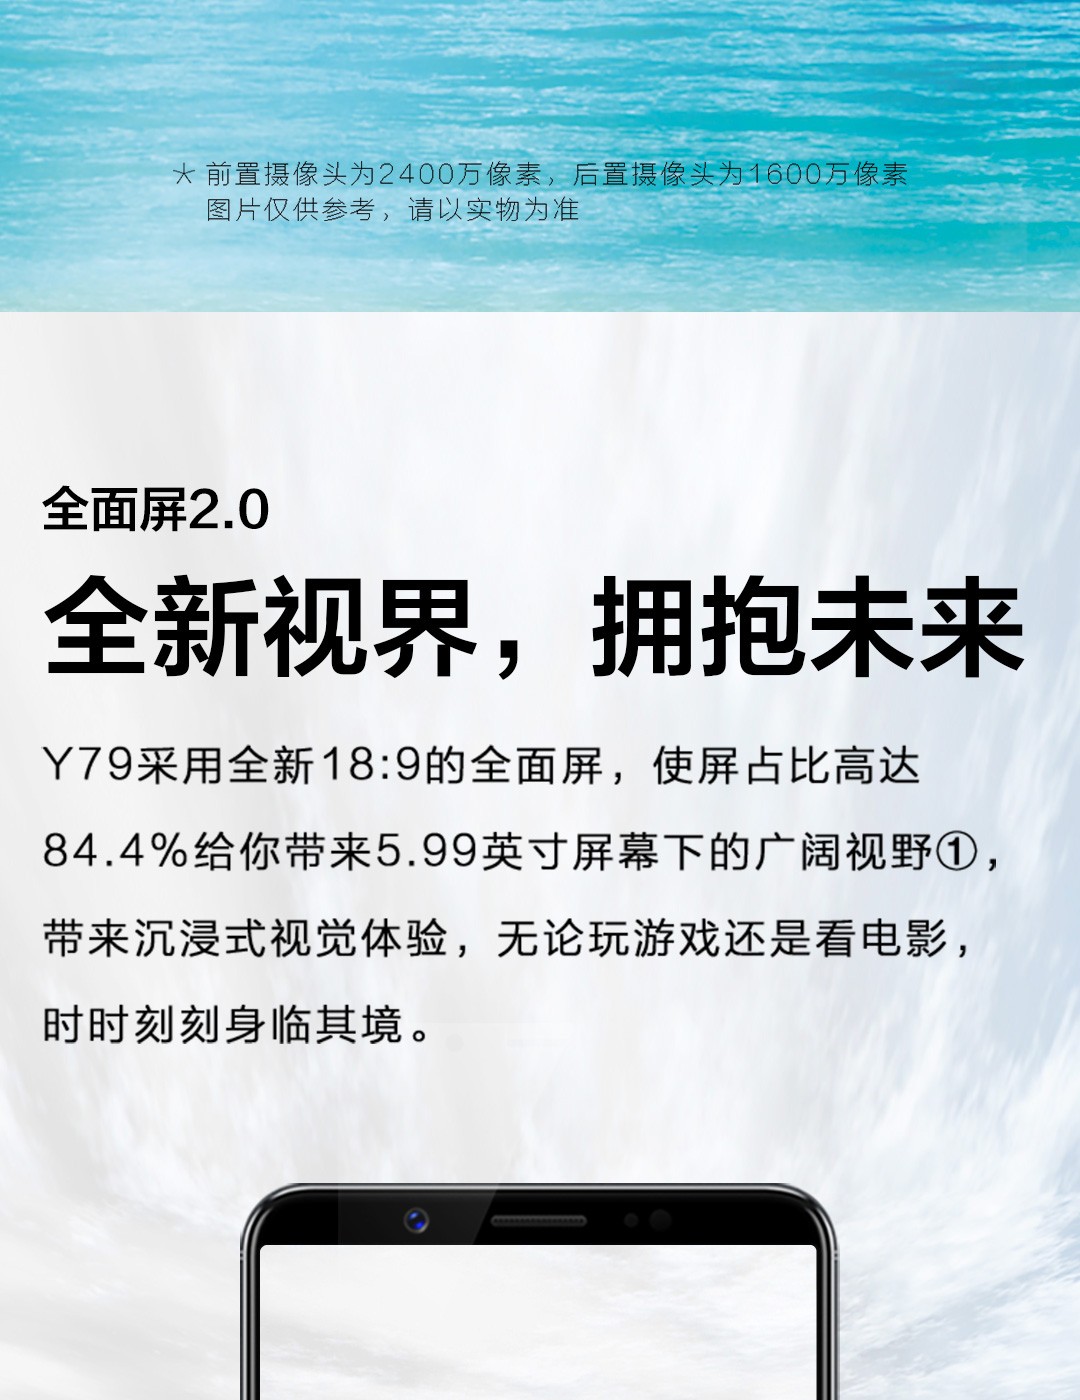 * 前置摄像头为2400万像素，后置摄像头为1600万像素
图片仅供参考，请以实物为准
全面屏2.0
全新视界，拥抱未来
Y79采用全新18:9的全面屏，使屏占比高达
84.4%给你带来5.99英寸屏幕下的广阔视野①，
带来沉浸式视觉体验，无论玩游戏还是看电影，
时时刻刻身临其境。